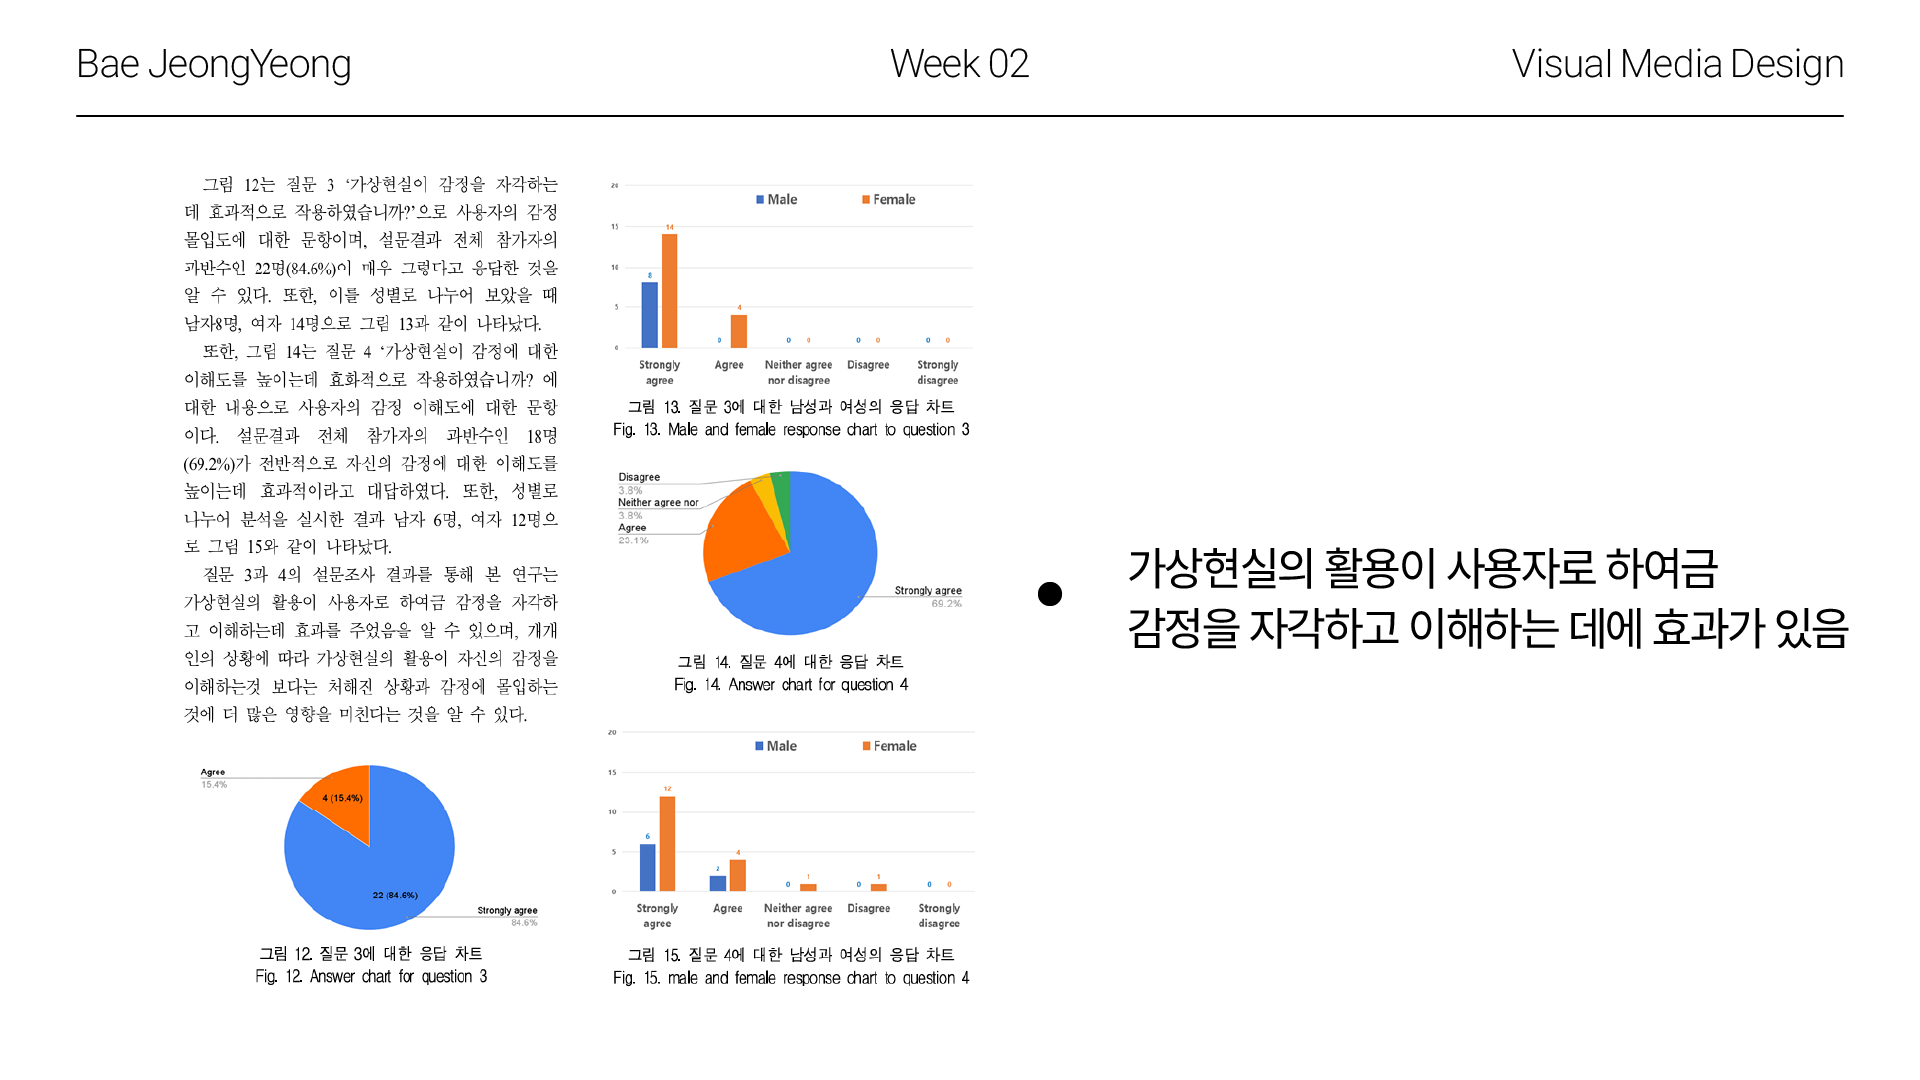 Bae JeongYeong
Week 02
Visual Media Design
그림 12는 질문 3 ‘가상현실이 감정을 자각하는
데 효과적으로 작용하였습니까?’으로 사용자의 감정
몰입도에 대한 문항이며, 설문결과 전체 참가자의
과반수인 22명(84.6%)이 매우 그렇다고 응답한 것을
알 수 있다. 또한, 이를 성별로 나누어 보았을 때
남자8명, 여자 14명으로 그림 13과 같이 나타났다.
또한, 그림 14는 질문 4 ‘가상현실이 감정에 대한
이해도를 높이는데 효화적으로 작용하였습니까? 에
대한 내용으로 사용자의 감정 이해도에 대한 문항
이다. 설문결과 전체 참가자의 과반수인 18명
(69.2%)가 전반적으로 자신의 감정에 대한 이해도를
높이는데 효과적이라고 대답하였다. 또한, 성별로
나누어 분석을 실시한 결과 남자 6명, 여자 12명으
로 그림 15와 같이 나타났다.
질문 3과 4의 설문조사 결과를 통해 본 연구는
가상현실의 활용이 사용자로 하여금 감정을 자각하
고 이해하는데 효과를 주었음을 알 수 있으며, 개개
인의 상황에 따라 가상현실의 활용이 자신의 감정을
이해하는것 보다는 처해진 상황과 감정에 몰입하는
것에 더 많은 영향을 미친다는 것을 알 수 있다.
Agree
15.4%
4 (15.4%)
22 (84.6%)
Strongly agree
84.6%
그림 12. 질문 3에 대한 응답 차트
Fig. 12. Answer chart for question 3
20
Male Female
15
14
10
8
5
4
0 0 0 0 0 0 0
0
Strongly agree
Agree
Neither agree nor disagree
Disagree
Strongly disagree
그림 13. 질문 3에 대한 남성과 여성의 응답 차트
Fig. 13. Male and female response chart to question 3
Disagree
3.8%
Neither agree nor
3.8%
Agree
23.1%
Strongly agree
69.2%
그림 14. 질문 4에 대한 응답 차트
Fig. 14. Answer chart for question 4
20
Male Female
15
12
10
6
5
2 4 0 1 0 1 0 0
0
Strongly agree
Agree
Neither agree nor disagree
Disagree
Strongly disagree
그림 15. 질문 4에 대한 남성과 여성의 응답 차트
Fig. 15. male and female response chart to question 4
가상현실의 활용이 사용자로 하여금
감정을 자각하고 이해하는 데에 효과가 있음